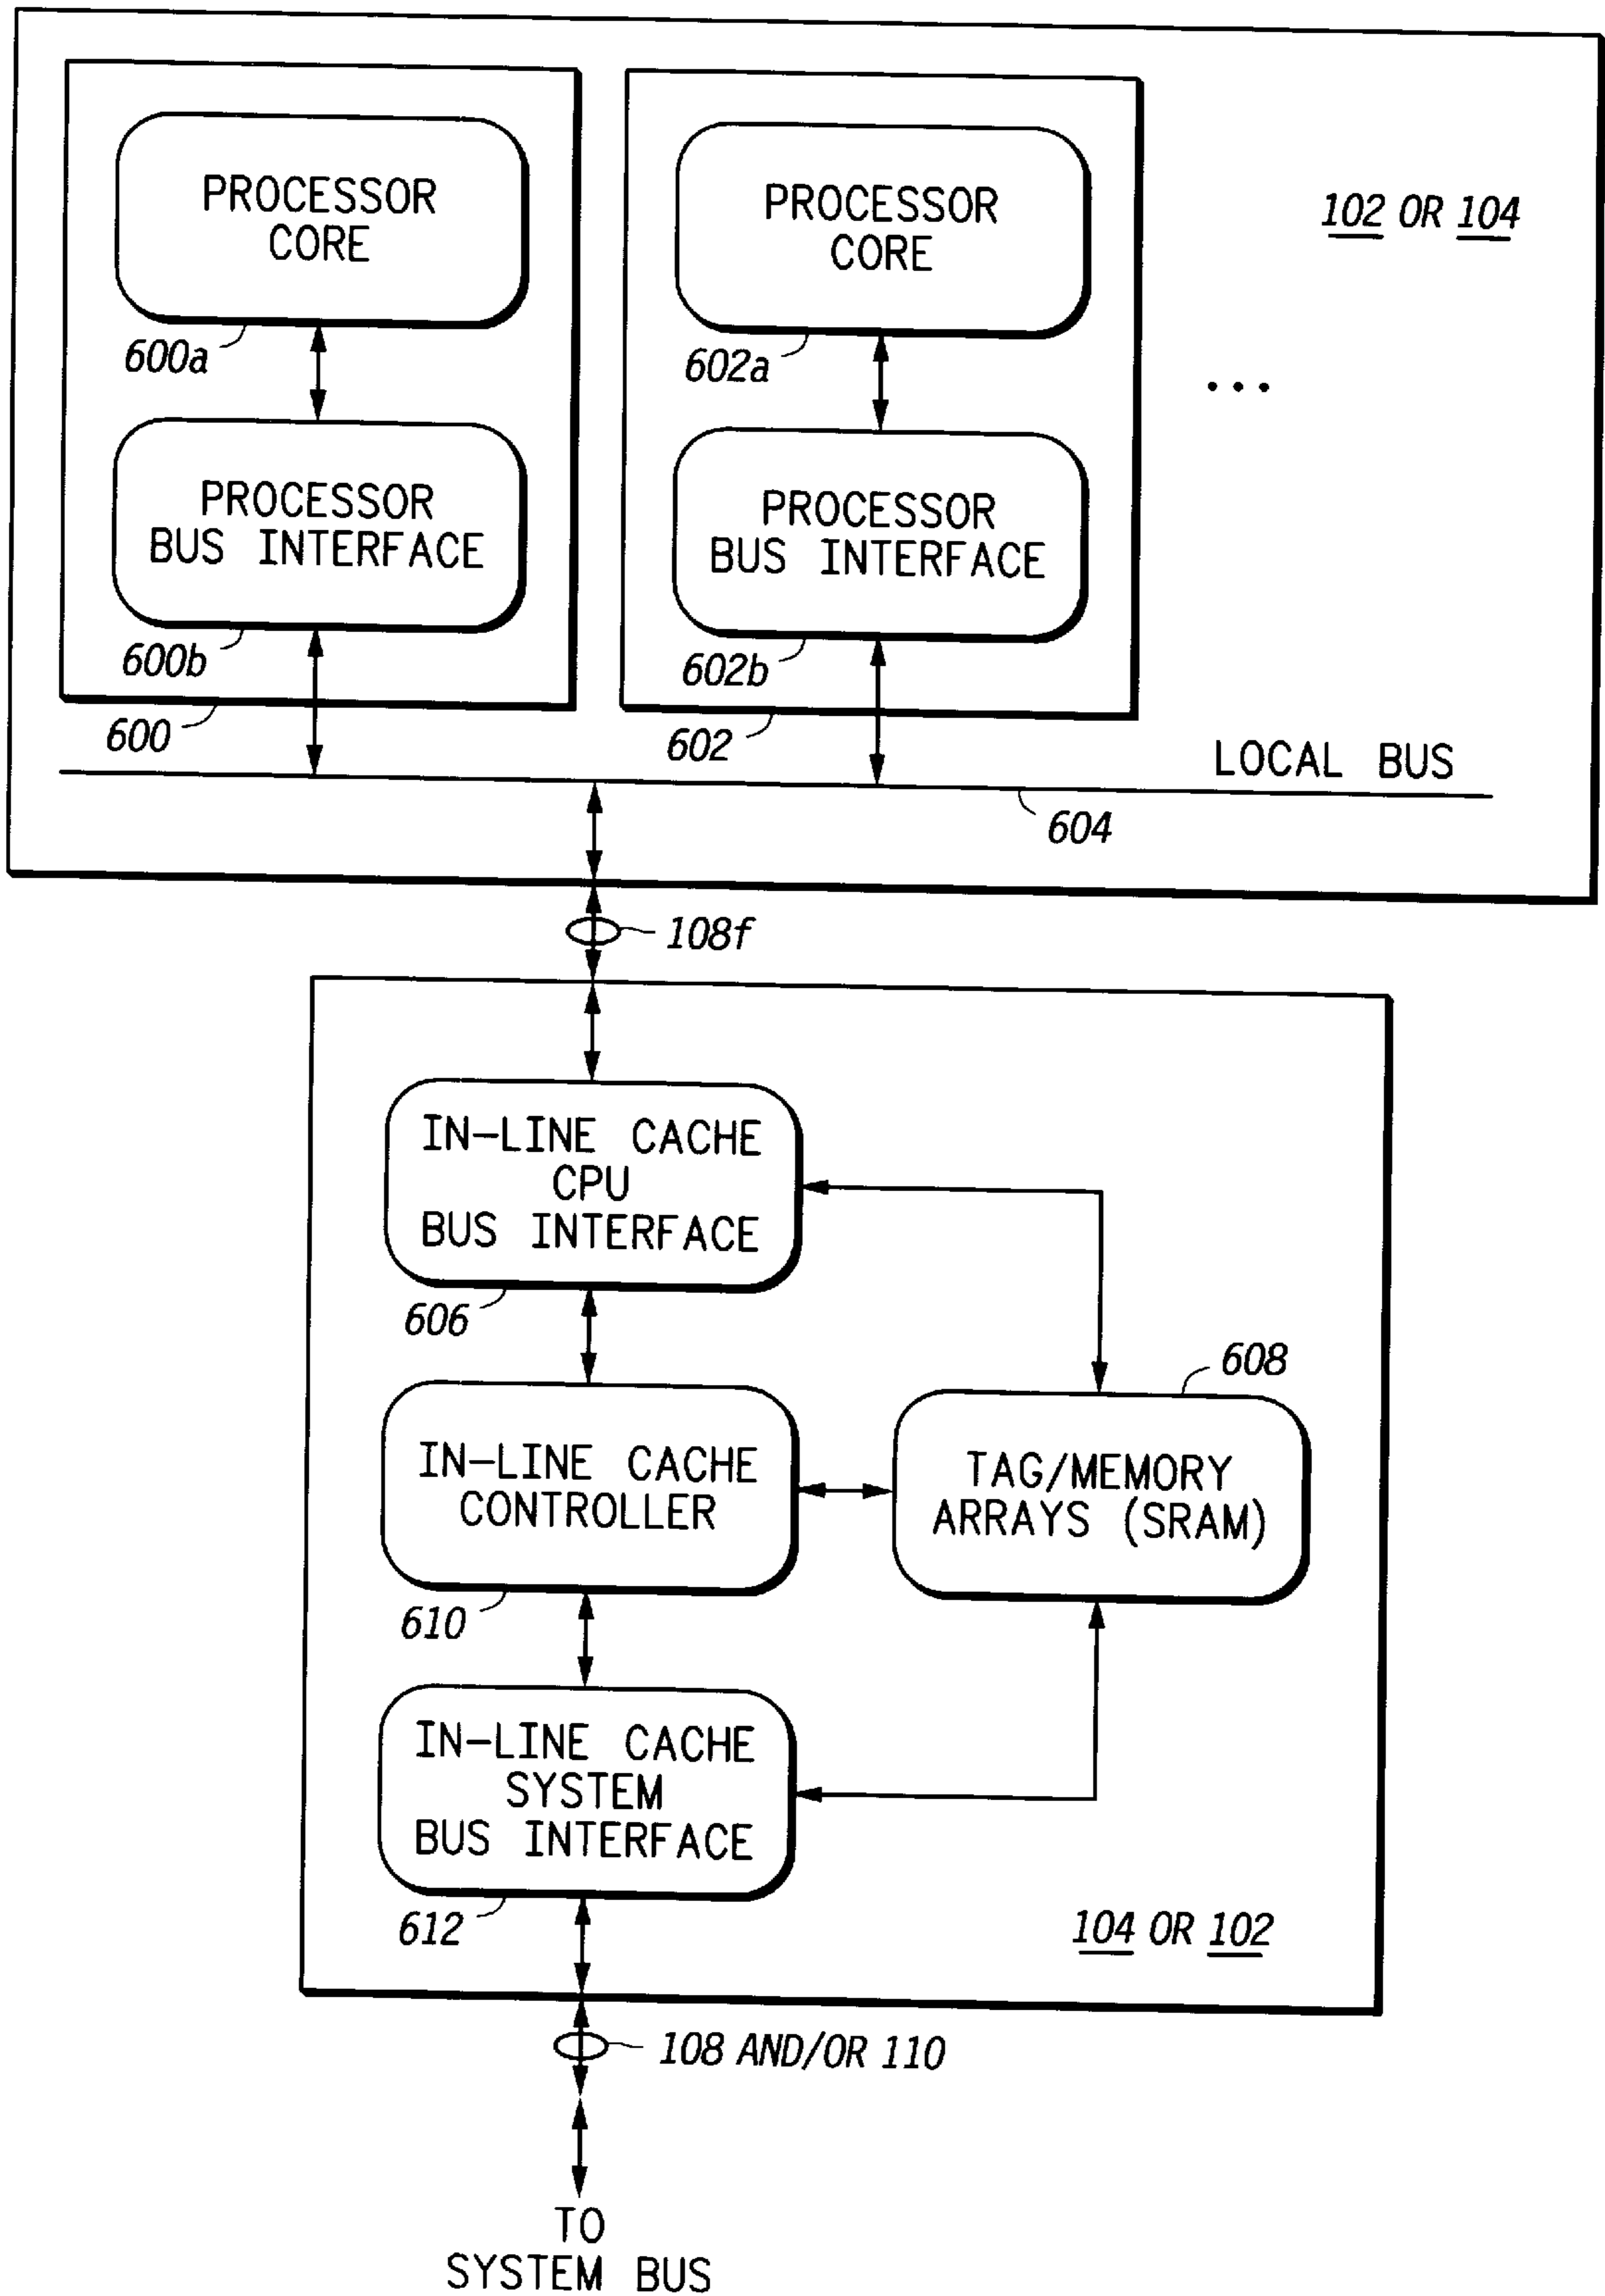 PROCESSOR
CORE
600a
PROCESSOR
BUS INTERFACE
600b
600
PROCESSOR
CORE
602a
PROCESSOR
BUS INTERFACE
602b
602
102 OR 104
...
LOCAL BUS
604
108f
IN-LINE CACHE
CPU
BUS INTERFACE
606
608
IN-LINE CACHE
CONTROLLER
610
TAG/MEMORY
ARRAYS (SRAM)
IN-LINE CACHE
SYSTEM
BUS INTERFACE
612
104 OR 102
108 AND/OR 110
TO
SYSTEM BUS